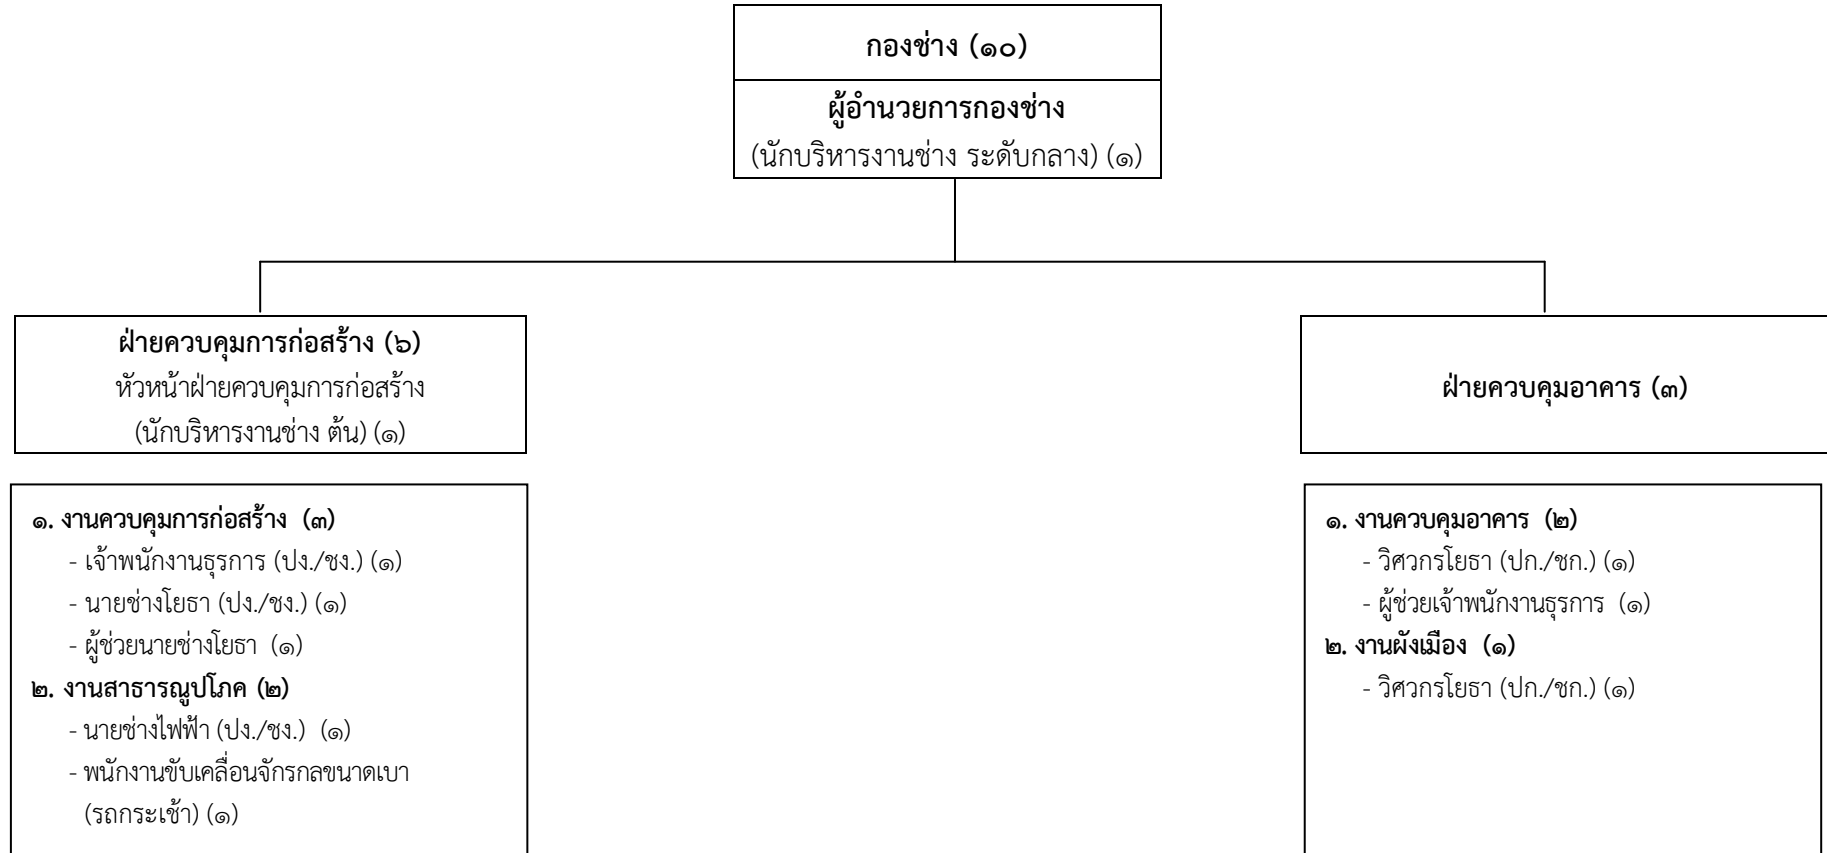 กองช่าง (๑๐)
ผู้อำนวยการกองช่าง
(นักบริหารงานช่าง ระดับกลาง) (๑)
ฝ่ายควบคุมการก่อสร้าง (๖)
หัวหน้าฝ่ายควบคุมการก่อสร้าง
(นักบริหารงานช่าง ต้น) (๑)
๑. งานควบคุมการก่อสร้าง (๓)
- เจ้าพนักงานธุรการ (ปง./ชง.) (๑)
- นายช่างโยธา (ปง./ชง.) (๑)
- ผู้ช่วยนายช่างโยธา (๑)
๒. งานสาธารณูปโภค (๒)
- นายช่างไฟฟ้า (ปง./ชง.) (๑)
- พนักงานขับเคลื่อนจักรกลขนาดเบา
(รถกระเช้า) (๑)
ฝ่ายควบคุมอาคาร (๓)
๑. งานควบคุมอาคาร (๒)
- วิศวกรโยธา (ปก./ชก.) (๑)
- ผู้ช่วยเจ้าพนักงานธุรการ (๑)
๒. งานผังเมือง (๑)
- วิศวกรโยธา (ปก./ชก.) (๑)